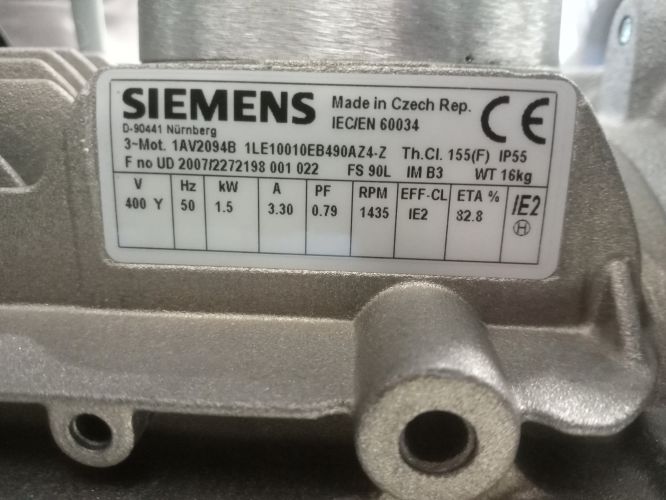 SIEMENS
Made in Czech Rep.
CE
D-90441 Nürnberg
IEC/EN 60034
3~Mot. 1AV2094B 1LE10010EB490AZ4-Z Th.Cl. 155(F) IP55
F no UD 2007/2272198 001 022 FS 90L IM B3 WT 16kg
V Hz kW A PF RPM EFF-CL ETA % IE2
400 Y 50 1.5 3.30 0.79 1435 IE2 82.8 H